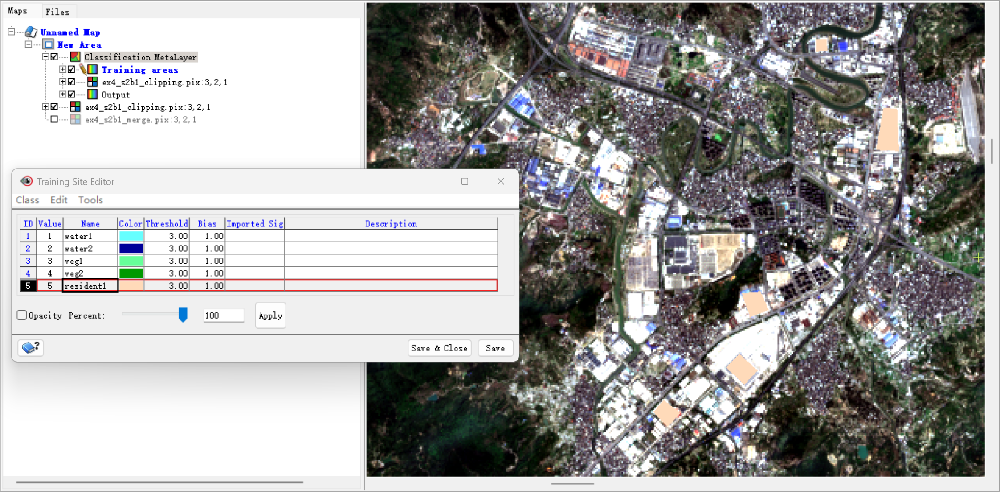 Maps Files
Unnamed Map
New Area
Classification MetaLayer
Training areas
ex4_s2b1_clipping.pix:3,2,1
Output
ex4_s2b1_clipping.pix:3,2,1
ex4_s2b1_merge.pix:3,2,1
Training Site Editor
Class Edit Tools
ID Value Name Color Threshold Bias Imported Sig Description
1 1 water1 3.00 1.00
2 2 water2 3.00 1.00
3 3 veg1 3.00 1.00
4 4 veg2 3.00 1.00
5 5 resident1 3.00 1.00
Opacity Percent: 100 Apply
Save & Close Save